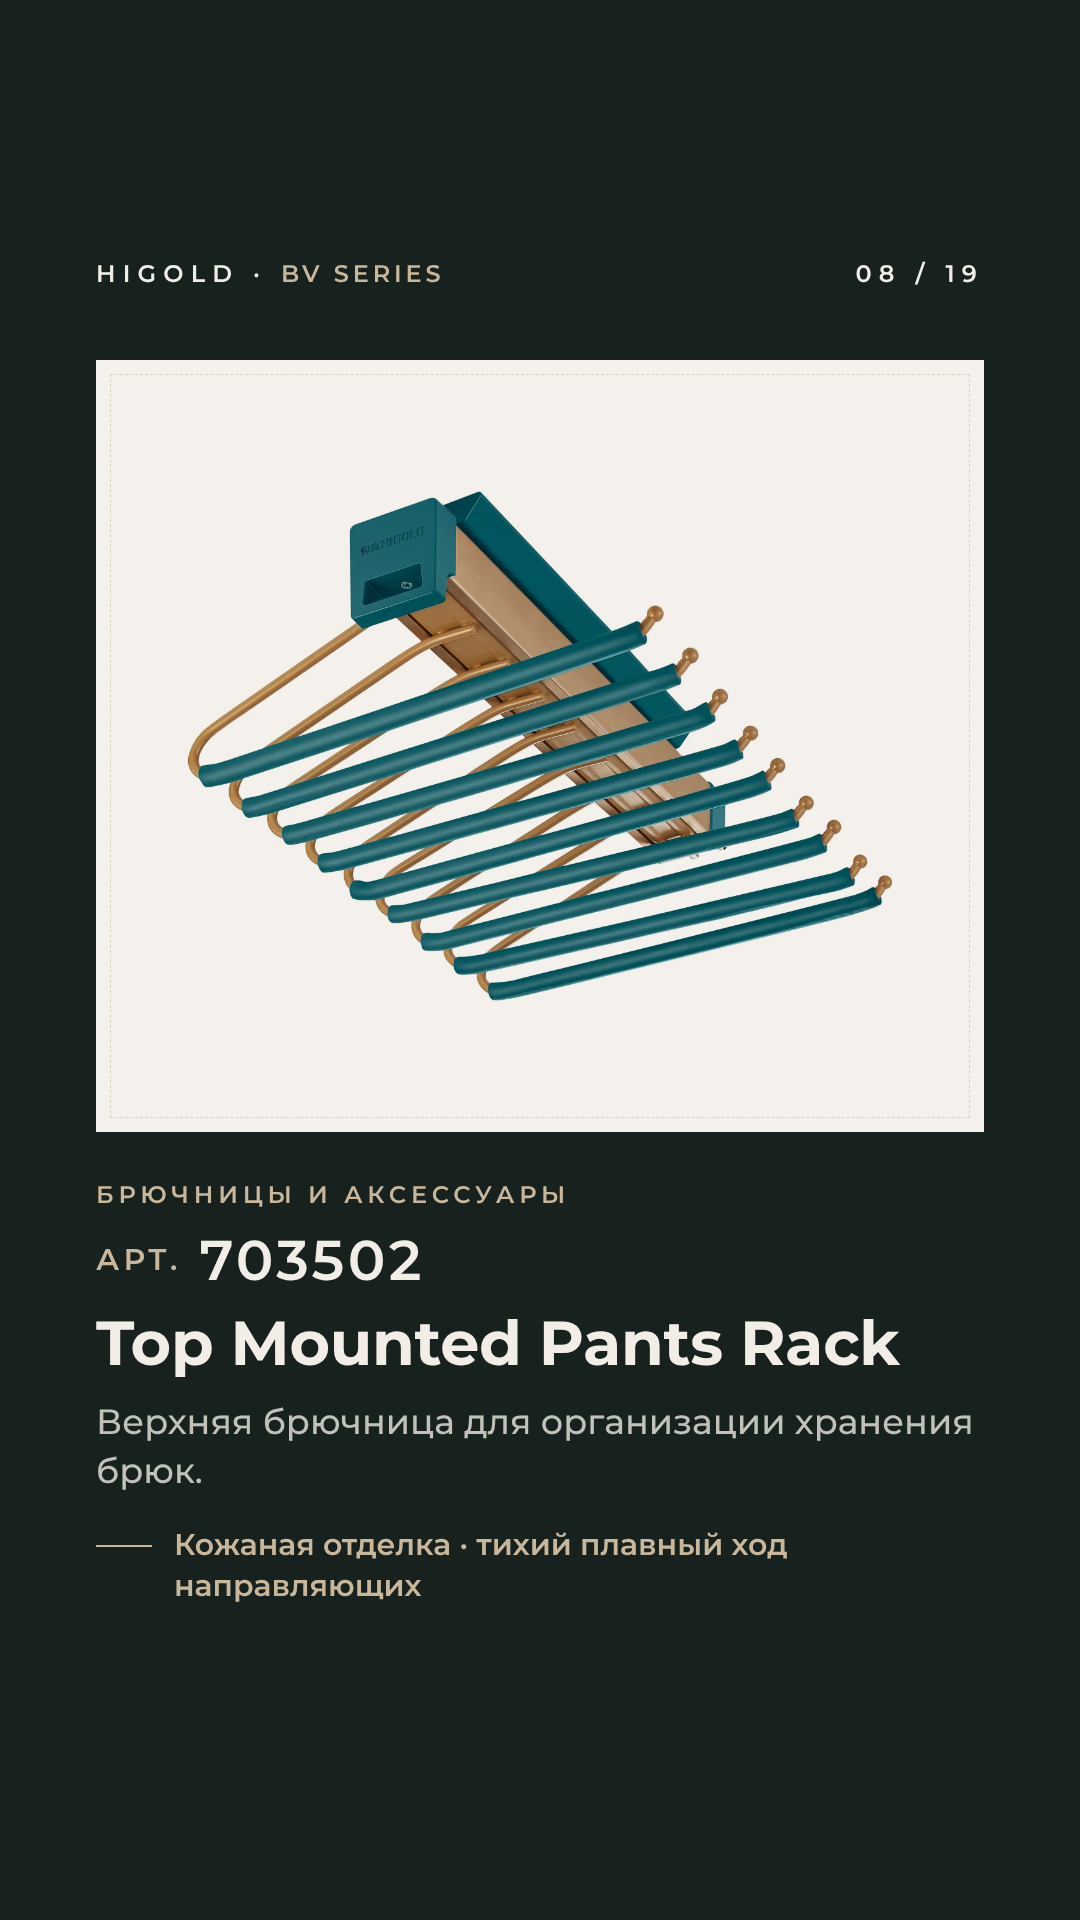 HIGOLD · BV SERIES
08 / 19
HIGOLD
БРЮЧНИЦЫ И АКСЕССУАРЫ
АРТ. 703502
Top Mounted Pants Rack
Верхняя брючница для организации хранения
брюк.
Кожаная отделка · тихий плавный ход
направляющих